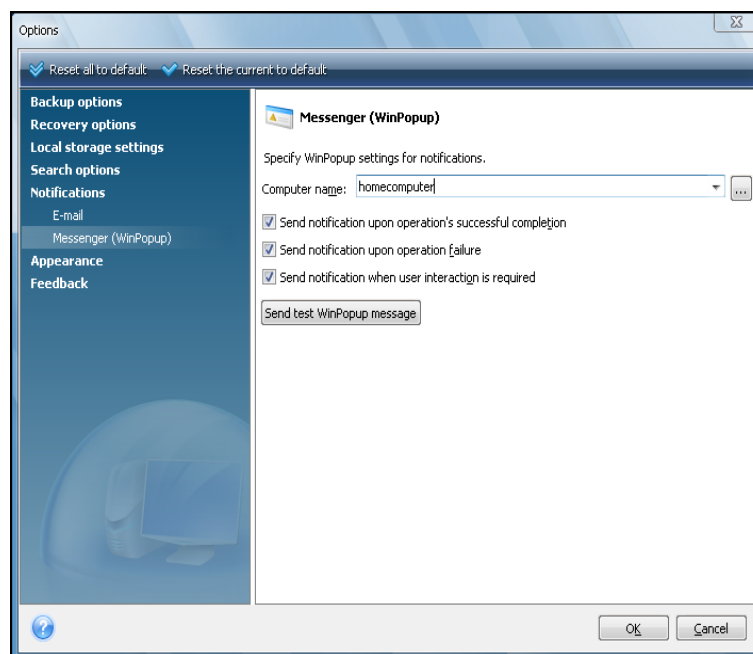 Options
Reset all to default Reset the current to default
Backup options
Recovery options
Local storage settings
Search options
Notifications
E-mail
Messenger (WinPopup)
Appearance
Feedback
Messenger (WinPopup)
Specify WinPopup settings for notifications.
Computer name: homecomputer ...
Send notification upon operation's successful completion
Send notification upon operation failure
Send notification when user interaction is required
Send test WinPopup message
? OK Cancel